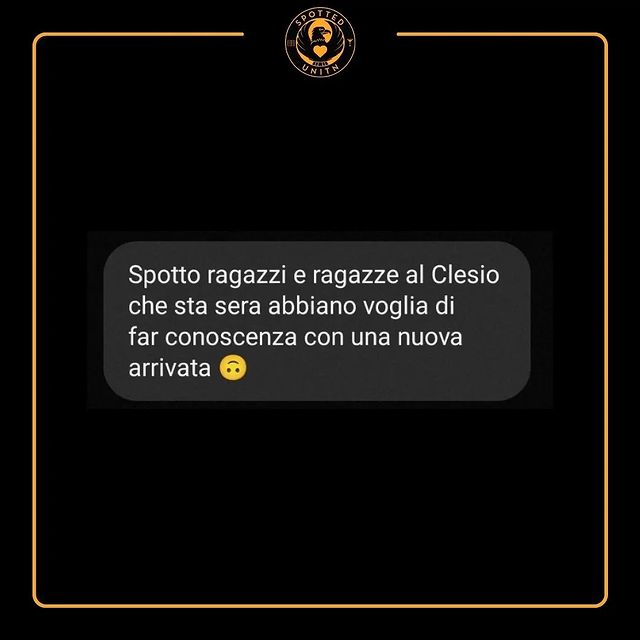 SPOTTED
UNITN
Spotto ragazzi e ragazze al Clesio
che sta sera abbiano voglia di
far conoscenza con una nuova
arrivata 🙃